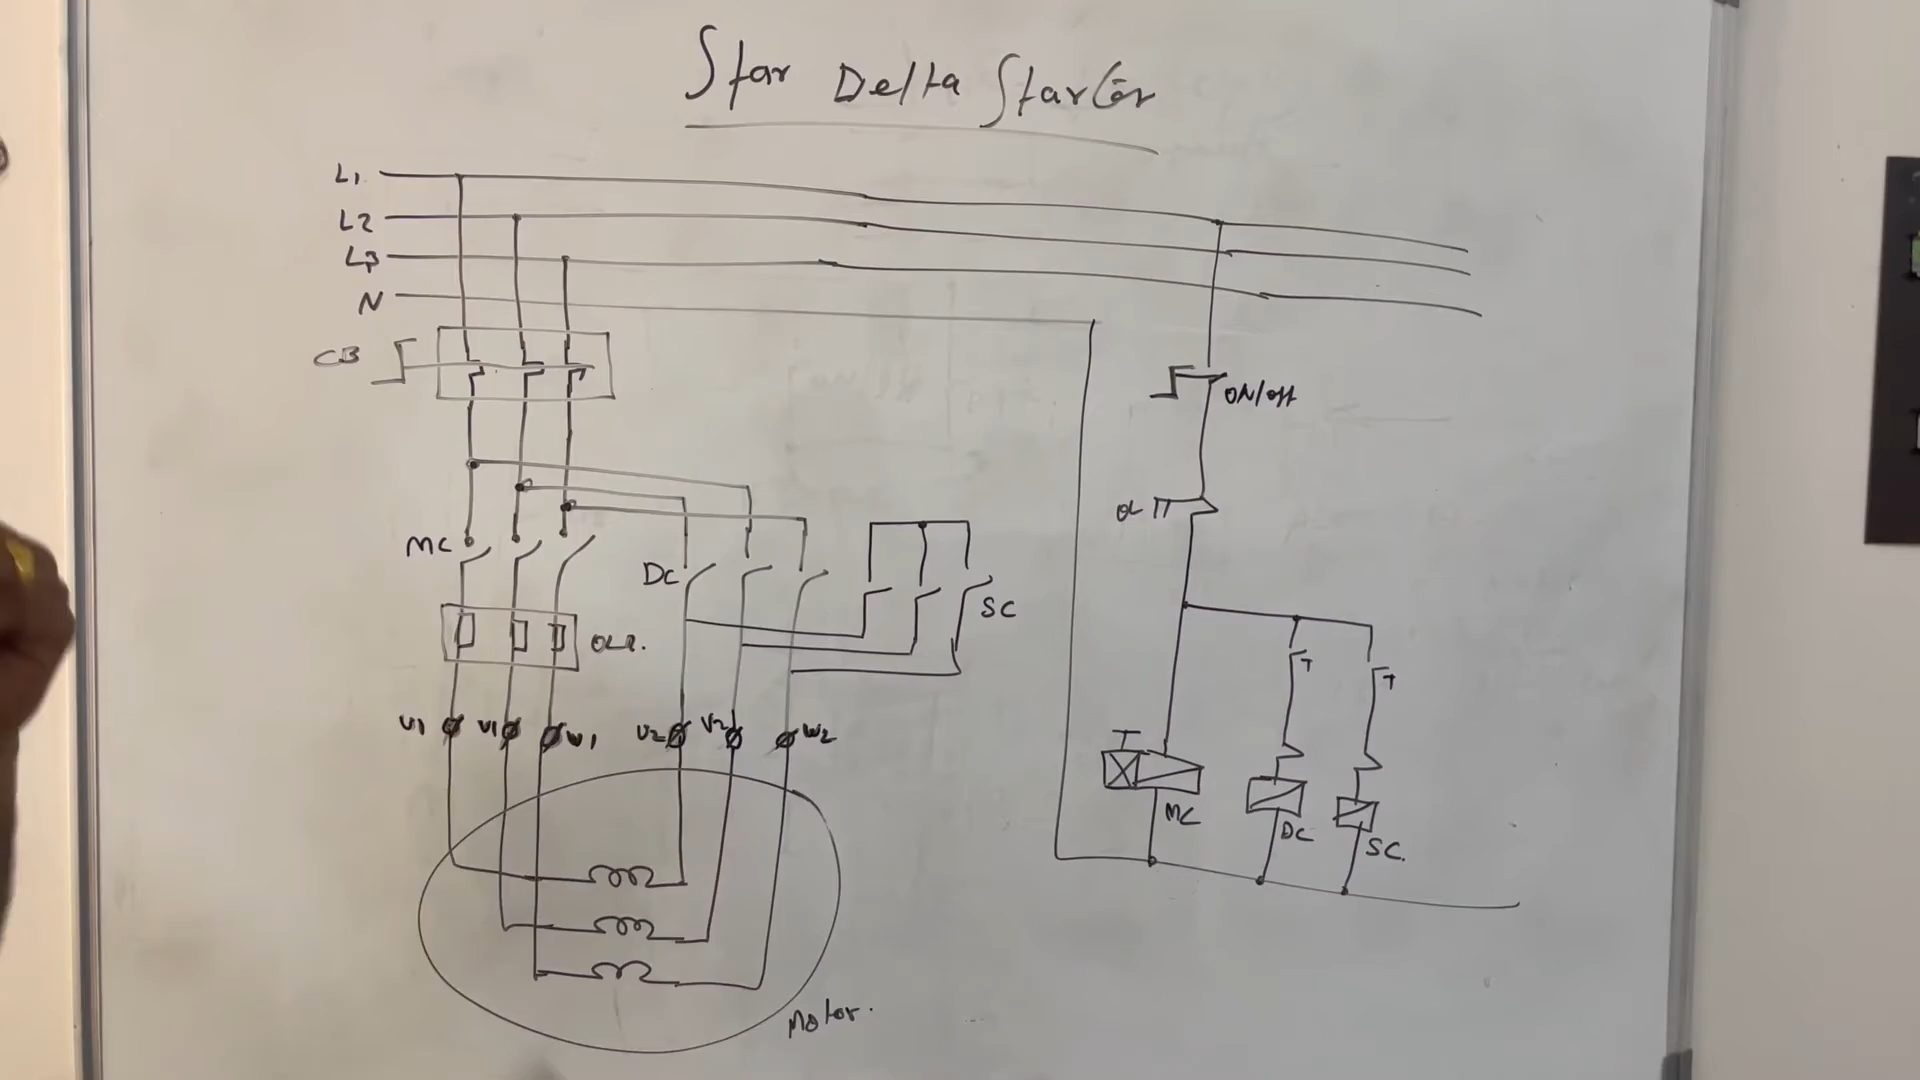 Star Delta Starter
L1
L2
L3
N
CB
ON/off
OL
MC
DC
SC
OLR.
U1 V1 W1 U2 V2 W2
T
T
MC
DC
SC.
Motor.